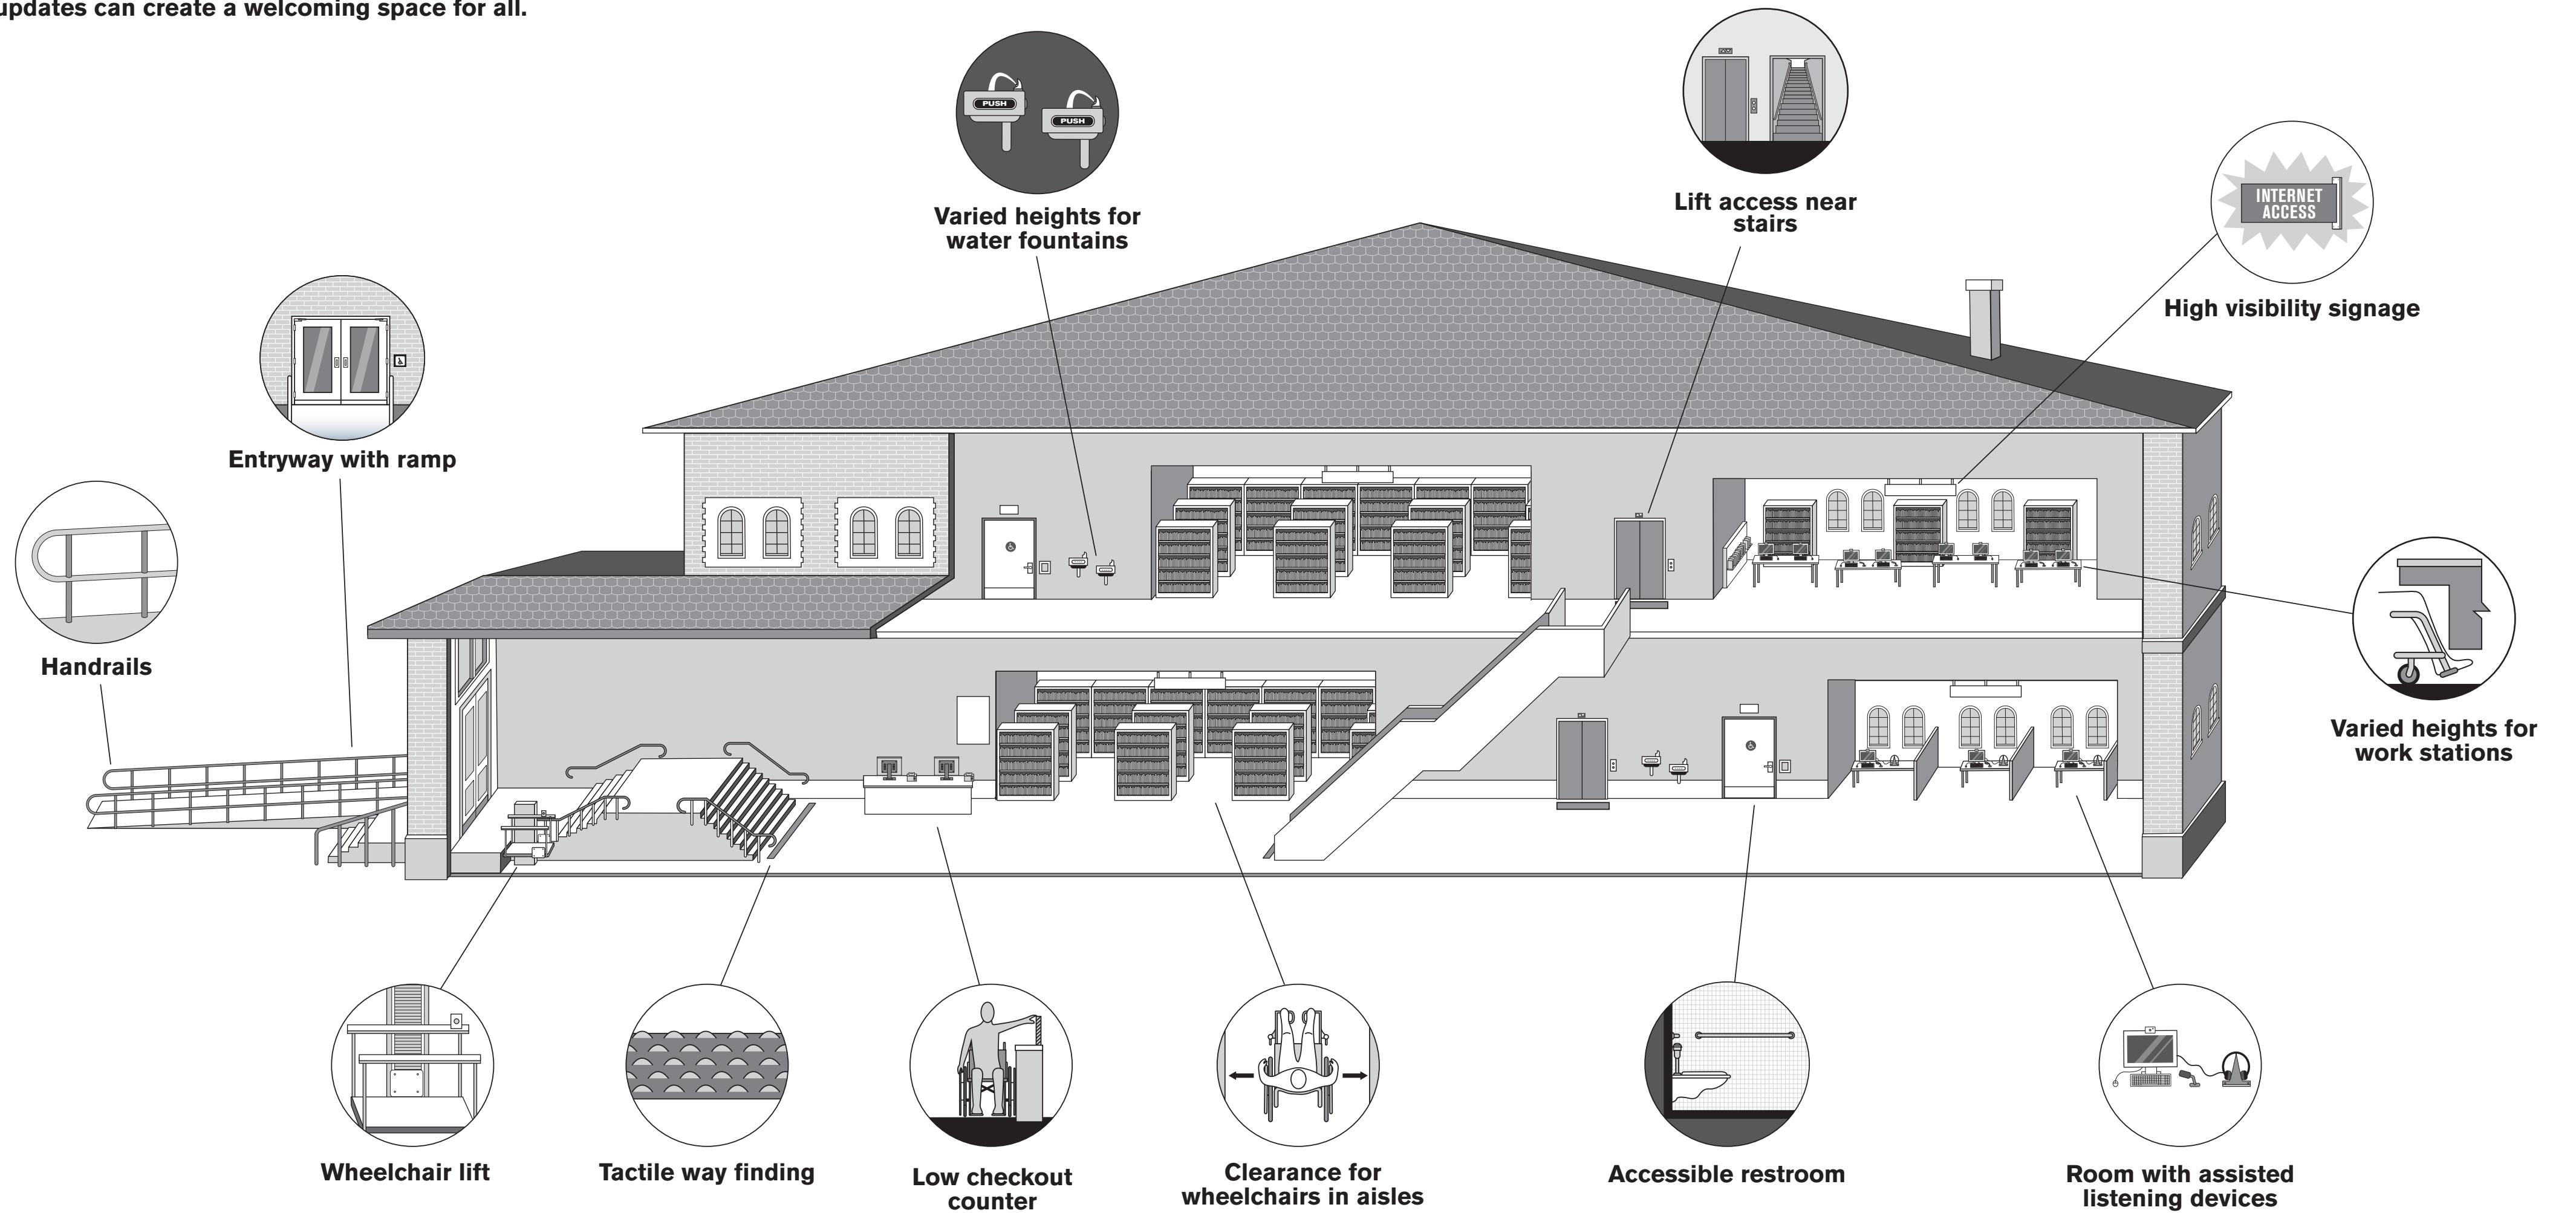 updates can create a welcoming space for all.
PUSH
PUSH
Varied heights for
water fountains
Lift access near
stairs
INTERNET
ACCESS
High visibility signage
Entryway with ramp
Handrails
Varied heights for
work stations
Wheelchair lift
Tactile way finding
Low checkout
counter
Clearance for
wheelchairs in aisles
Accessible restroom
Room with assisted
listening devices